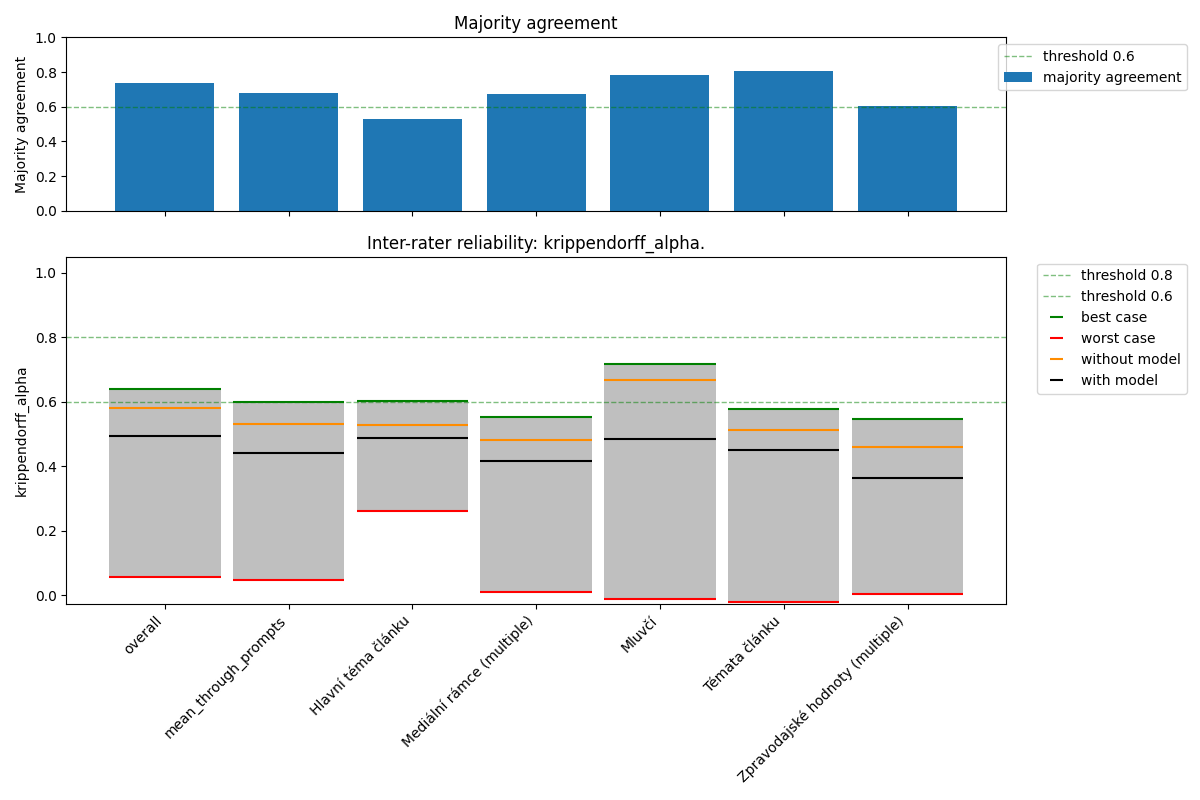 Majority agreement
Majority agreement
1.0
0.8
0.6
0.4
0.2
0.0
threshold 0.6
majority agreement
Inter-rater reliability: krippendorff_alpha.
krippendorff_alpha
1.0
0.8
0.6
0.4
0.2
0.0
threshold 0.8
threshold 0.6
best case
worst case
without model
with model
overall
mean_through_prompts
Hlavní téma článku
Mediální rámce (multiple)
Mluvčí
Témata článku
Zpravodajské hodnoty (multiple)